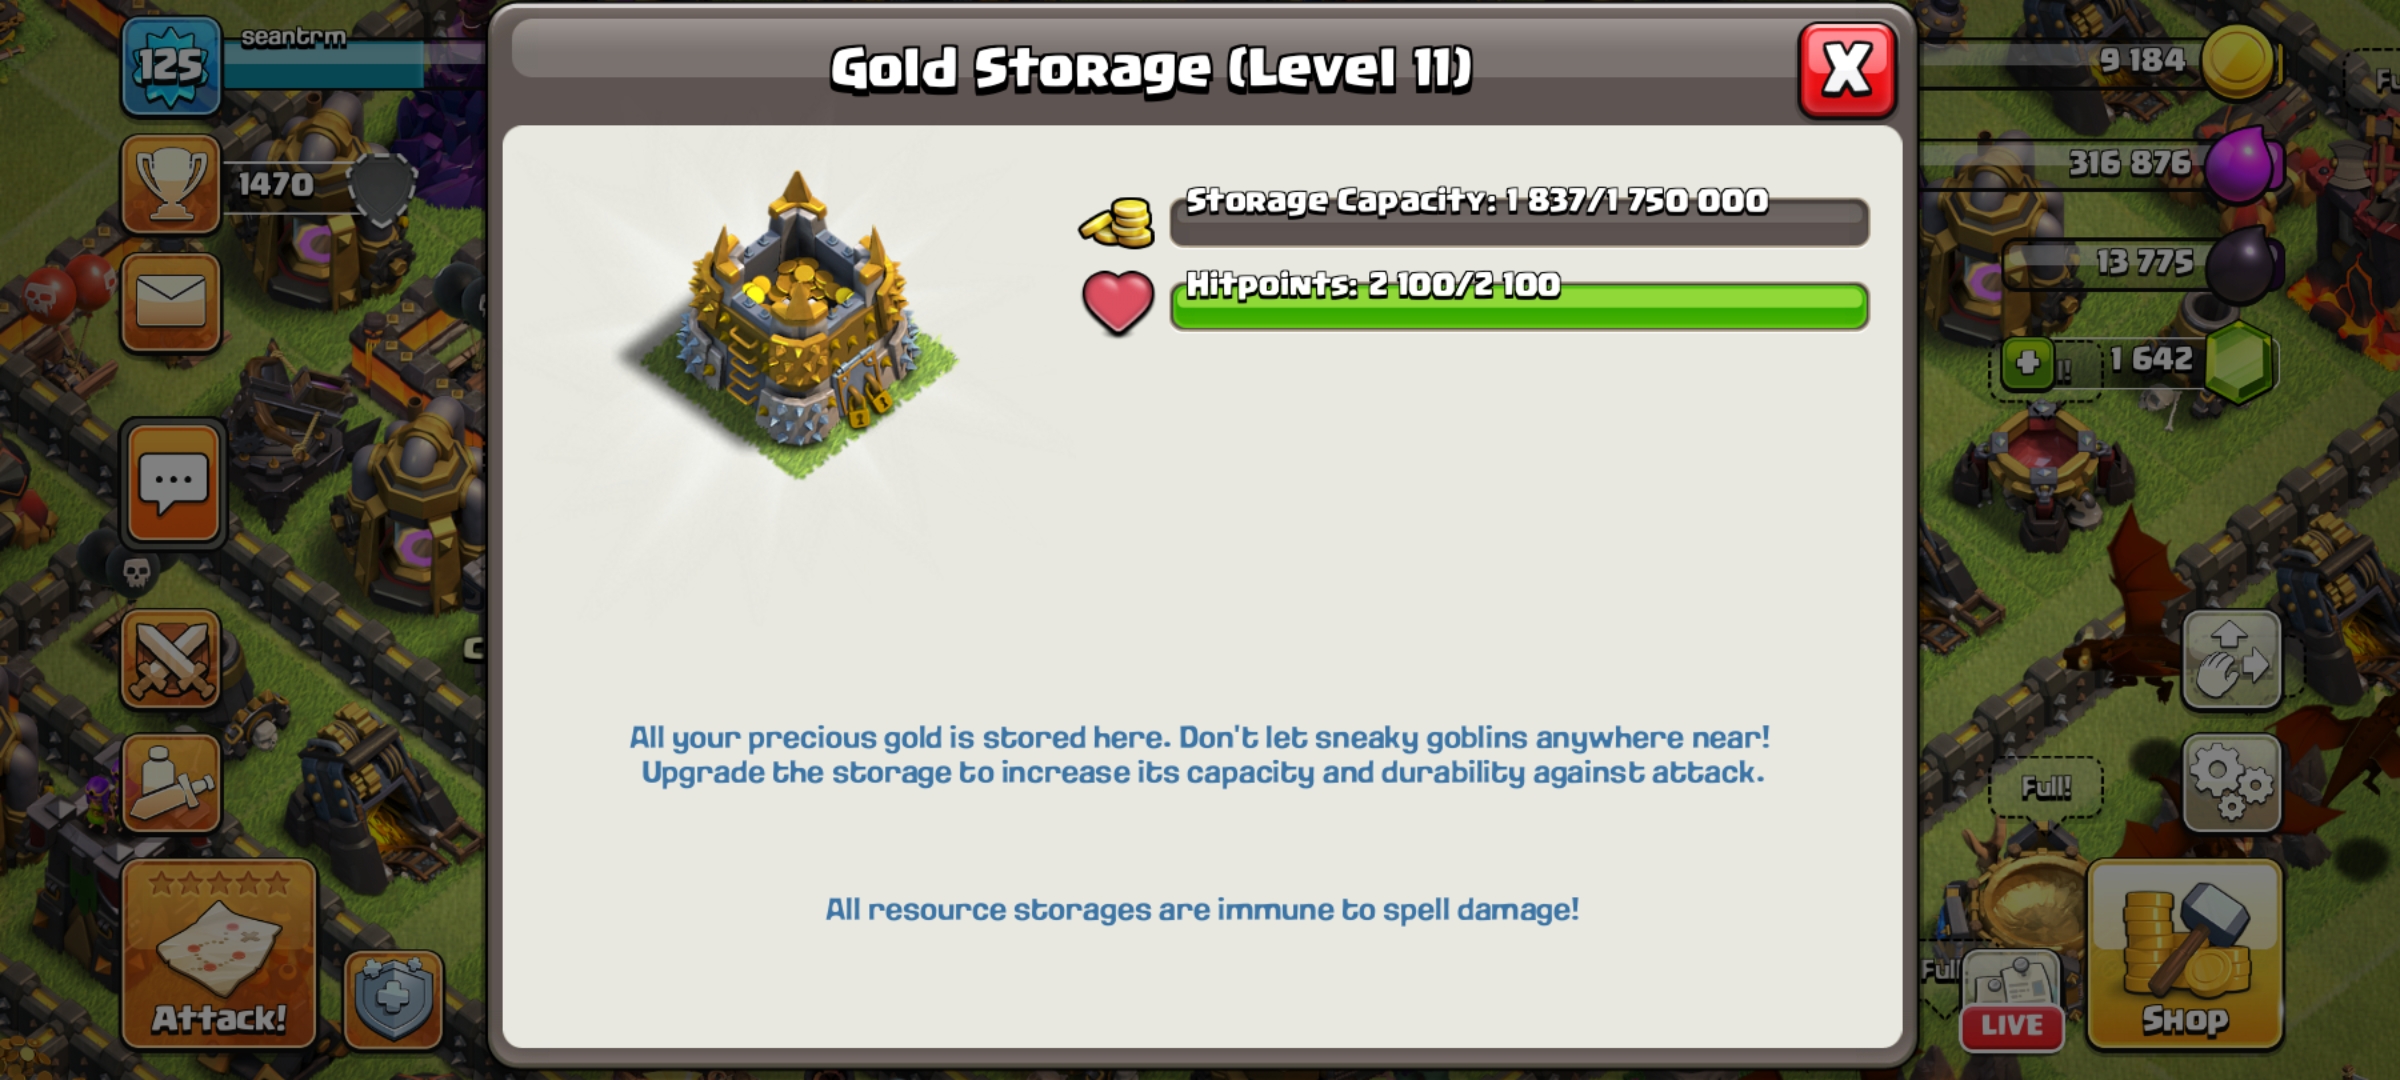 125
seantrm
Gold Storage (Level 11)
X
9 184
1470
Storage Capacity: 1 837/1 750 000
316 876
Hitpoints: 2 100/2 100
13 775
1 642
All your precious gold is stored here. Don't let sneaky goblins anywhere near!
Upgrade the storage to increase its capacity and durability against attack.
Full!
All resource storages are immune to spell damage!
Attack!
LIVE
Shop